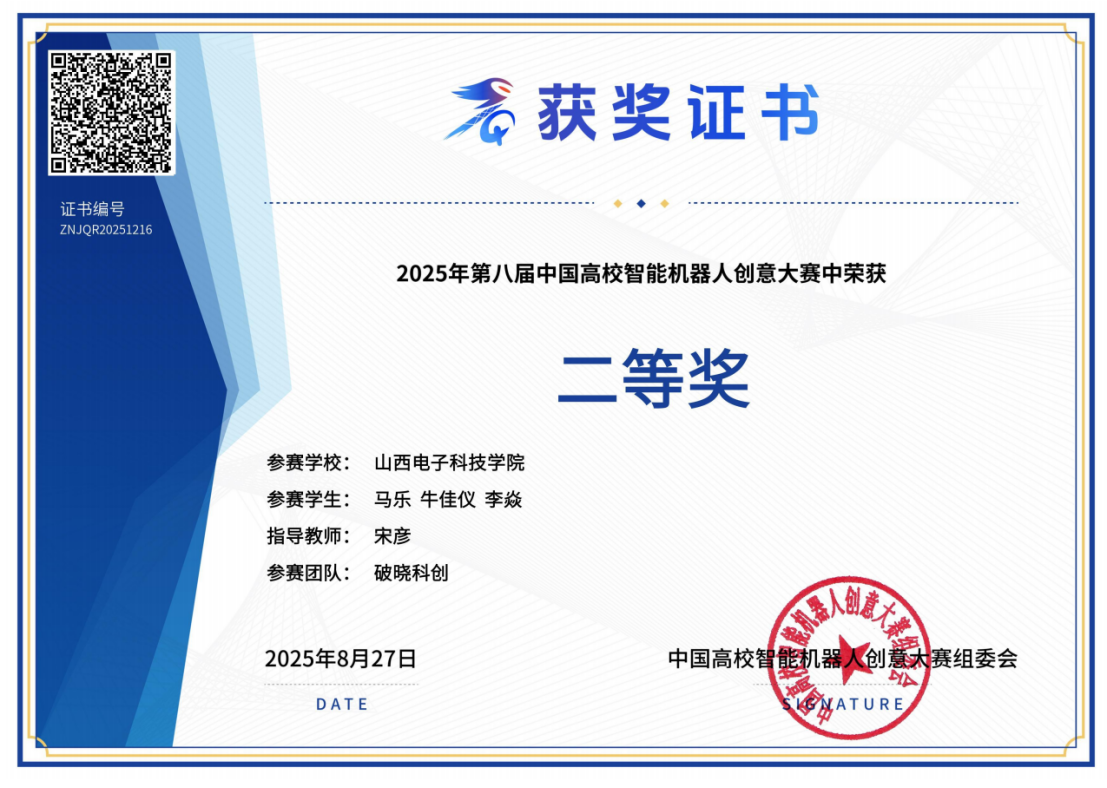 获奖证书
证书编号
ZNJQR20251216
2025年第八届中国高校智能机器人创意大赛中荣获
二等奖
参赛学校： 山西电子科技学院
参赛学生： 马乐 牛佳仪 李焱
指导教师： 宋彦
参赛团队： 破晓科创
2025年8月27日
DATE
中国高校智能机器人创意大赛组委会
SIGNATURE
中国高校智能机器人创意大赛组委会